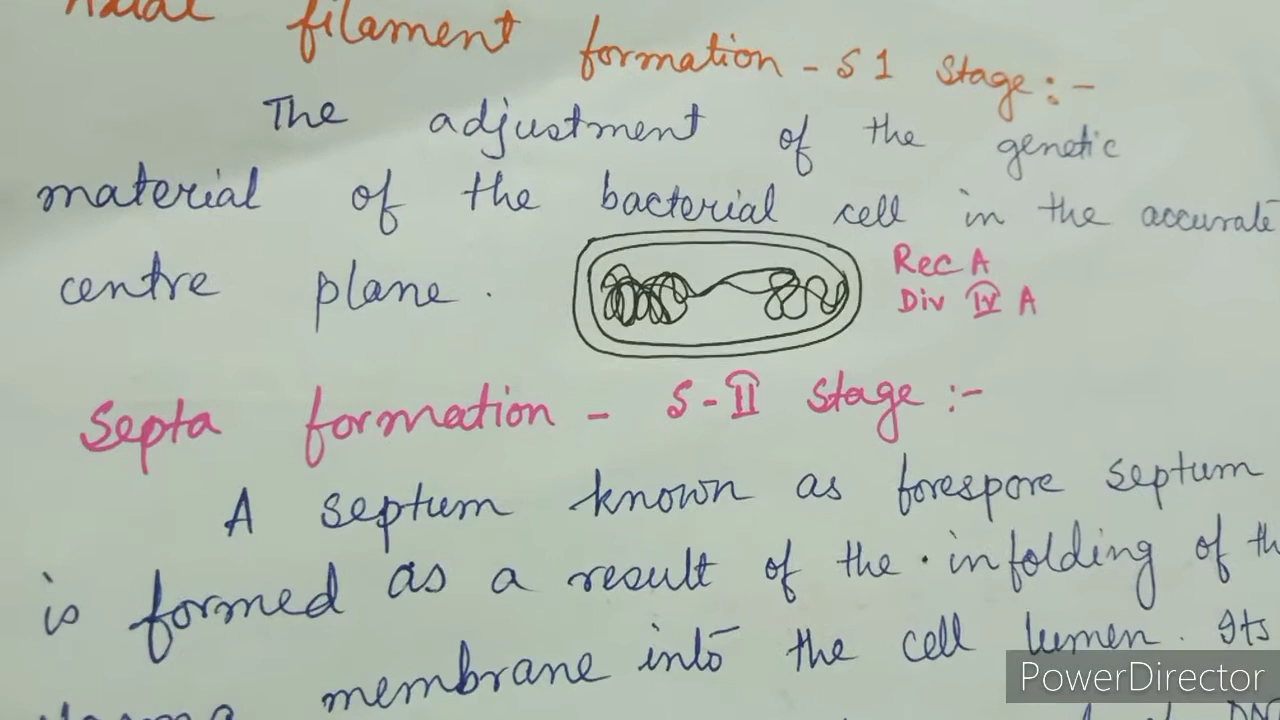 filament formation - S1 Stage :-
The adjustment of the genetic
material of the bacterial cell in the accurate
centre plane.
Rec A
Div IV A
Septa formation - S-II Stage :-
A septum known as forespore septum
is formed as a result of the infolding of th
membrane into the cell lumen. Its
PowerDirector